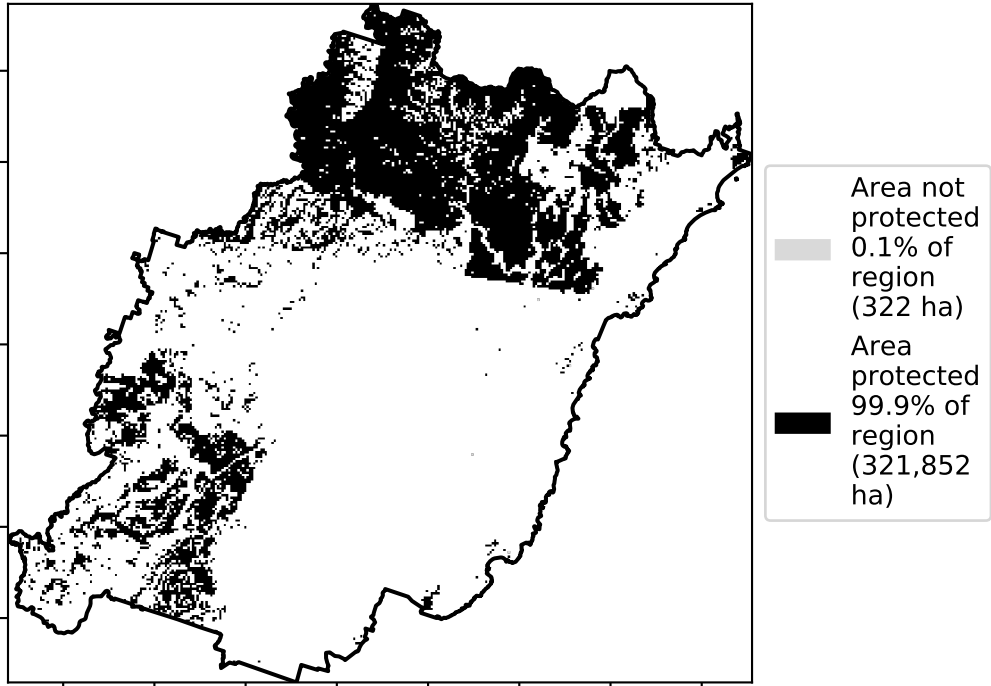 Area not
protected
0.1% of
region
(322 ha)
Area
protected
99.9% of
region
(321,852
ha)